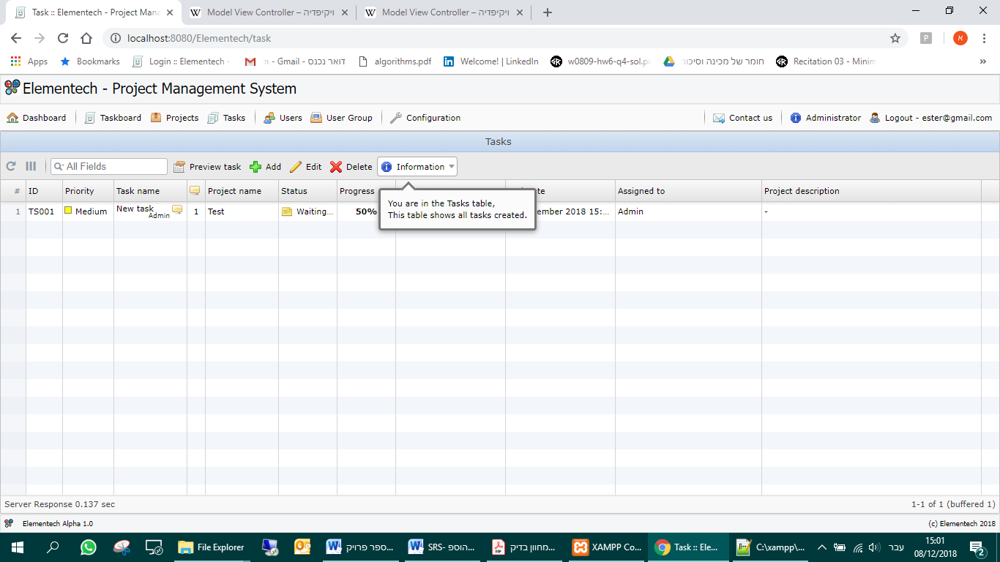 Task :: Elementech - Project Mana
Model View Controller – ויקיפדיה
Model View Controller – ויקיפדיה
localhost:8080/Elementech/task
P
א
Apps
Bookmarks
Login :: Elementech -
דואר נכנס - Gmail - m
algorithms.pdf
Welcome! | LinkedIn
w0809-hw6-q4-sol.p
חומר של מכינה וסיכומ
Recitation 03 - Minim
»
Elementech - Project Management System
Dashboard
Taskboard
Projects
Tasks
Users
User Group
Configuration
Contact us
Administrator
Logout - ester@gmail.com
Tasks
All Fields
Preview task
Add
Edit
Delete
Information
# ID Priority Task name Project name Status Progress Assigned to Project description
You are in the Tasks table,
This table shows all tasks created.
1 TS001 Medium New task Admin 1 Test Waiting... 50% ember 2018 15:... Admin -
Server Response 0.137 sec
1-1 of 1 (buffered 1)
Elementech Alpha 1.0
(c) Elementech 2018
File Explorer
ספר פרויק...
SRS- הוספ...
מחוון בדיק...
XAMPP Co...
Task :: Ele...
C:\xampp\...
עבר
15:01
08/12/2018
2